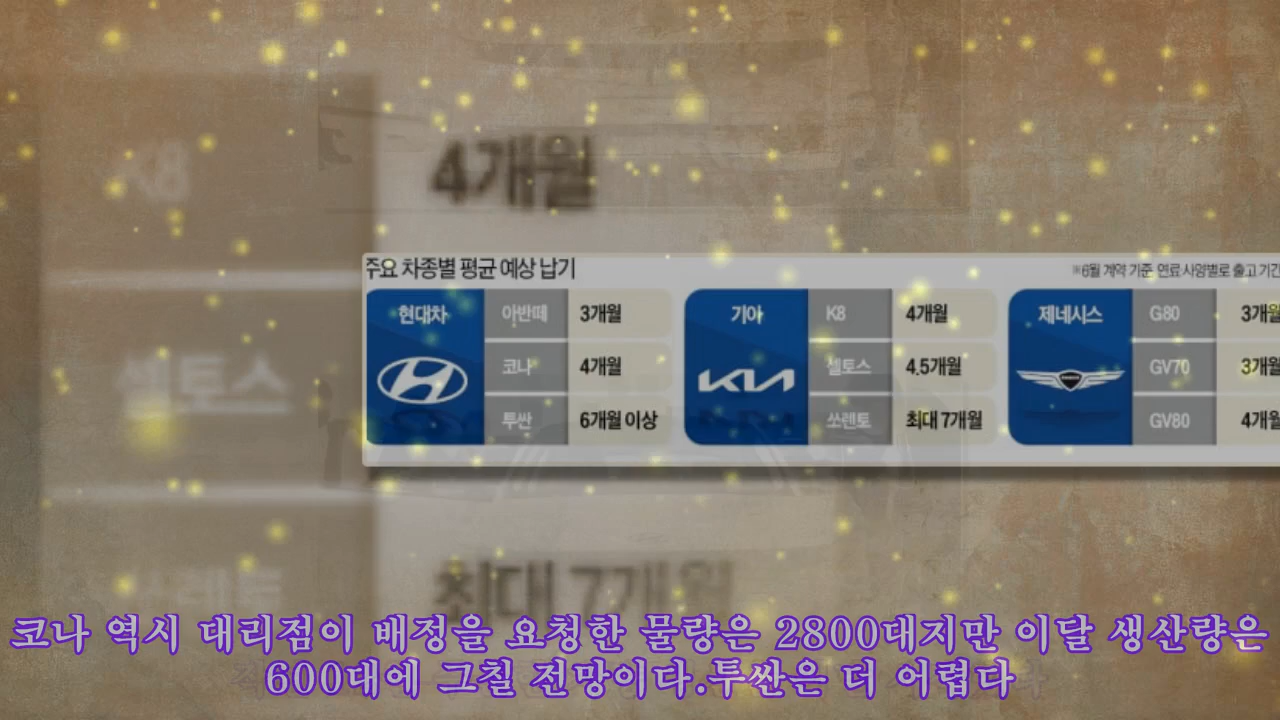 K8
4개월
셀토스
최대 7개월
주요 차종별 평균 예상 납기
※6월 계약 기준 연료 사양별로 출고 기간
현대차 아반떼 3개월
코나 4개월
투싼 6개월 이상
기아 K8 4개월
셀토스 4.5개월
쏘렌토 최대 7개월
제네시스 G80 3개월
GV70 3개월
GV80 4개월
코나 역시 대리점이 배정을 요청한 물량은 2800대지만 이달 생산량은
600대에 그칠 전망이다.투싼은 더 어렵다